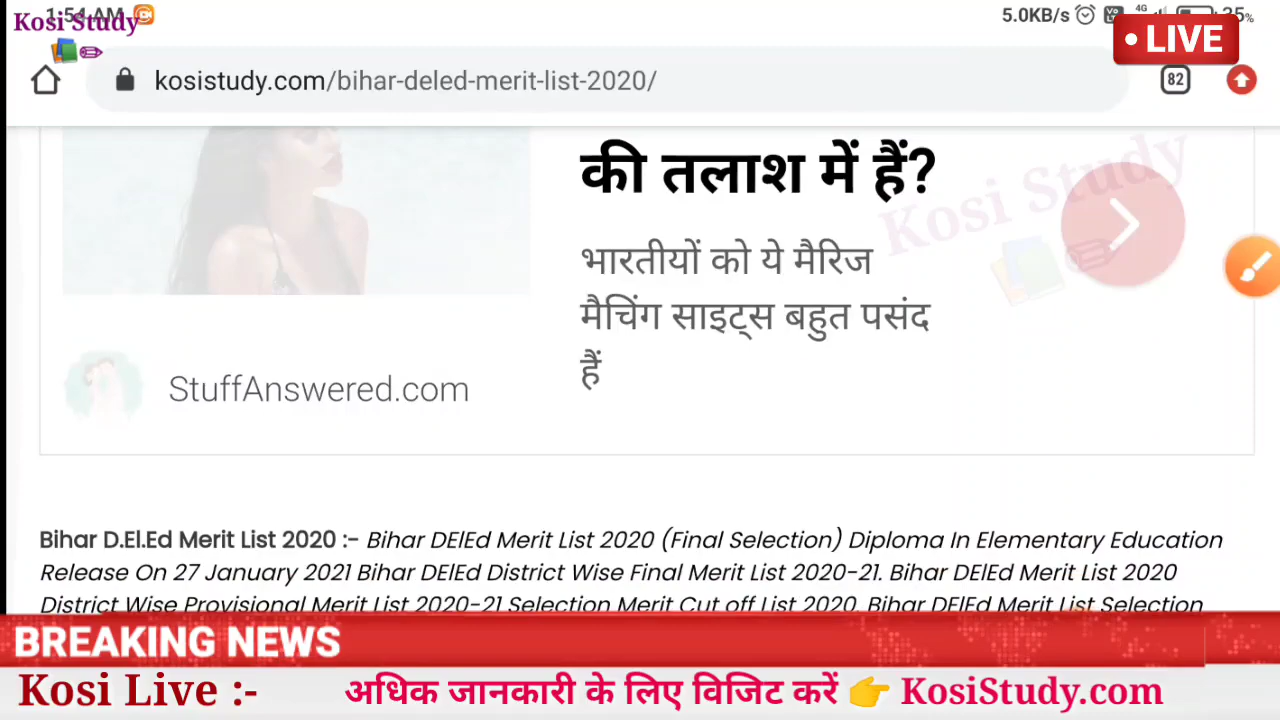 1:54 AM
Kosi Study
5.0KB/s
4G
LIVE
kosistudy.com/bihar-deled-merit-list-2020/
82
की तलाश में हैं?
Kosi Study
भारतीयों को ये मैरिज
मैचिंग साइट्स बहुत पसंद
हैं
StuffAnswered.com
Bihar D.El.Ed Merit List 2020 :- Bihar DElEd Merit List 2020 (Final Selection) Diploma In Elementary Education
Release On 27 January 2021 Bihar DElEd District Wise Final Merit List 2020-21. Bihar DElEd Merit List 2020
District Wise Provisional Merit List 2020-21 Selection Merit Cut off List 2020. Bihar DElEd Merit List Selection
BREAKING NEWS
Kosi Live :- अधिक जानकारी के लिए विजिट करें 👉 KosiStudy.com